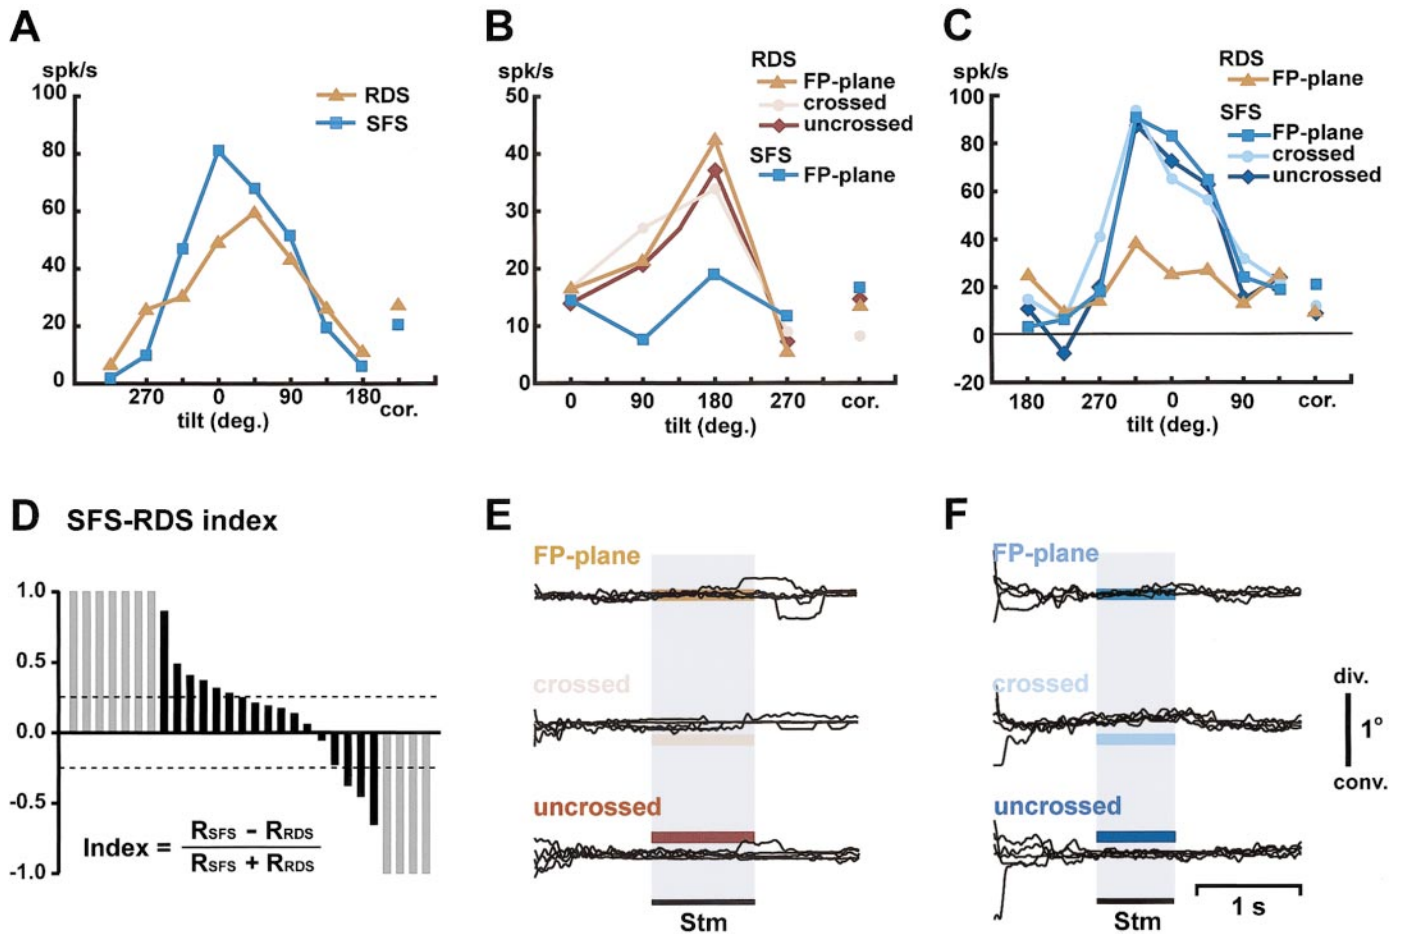 A
spk/s
100
80
60
40
20
0
270
0
90
180
cor.
tilt (deg.)
RDS
SFS
B
spk/s
50
40
30
20
10
0
0
90
180
270
cor.
tilt (deg.)
RDS
FP-plane
crossed
uncrossed
SFS
FP-plane
C
spk/s
100
80
60
40
20
0
-20
180
270
0
90
cor.
tilt (deg.)
RDS
FP-plane
SFS
FP-plane
crossed
uncrossed
D SFS-RDS index
1.0
0.5
0.0
-0.5
-1.0
Index = RSFS - RRDS
RSFS + RRDS
E
FP-plane
crossed
uncrossed
Stm
F
FP-plane
crossed
uncrossed
Stm
div.
1°
conv.
1 s